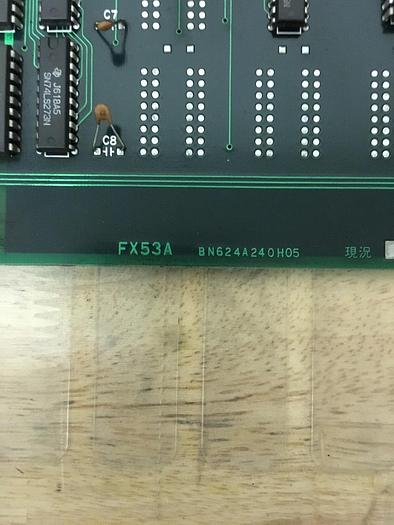 C7
J618A5
SN74LS273N
C8
FX53A BN624A240H05 現況